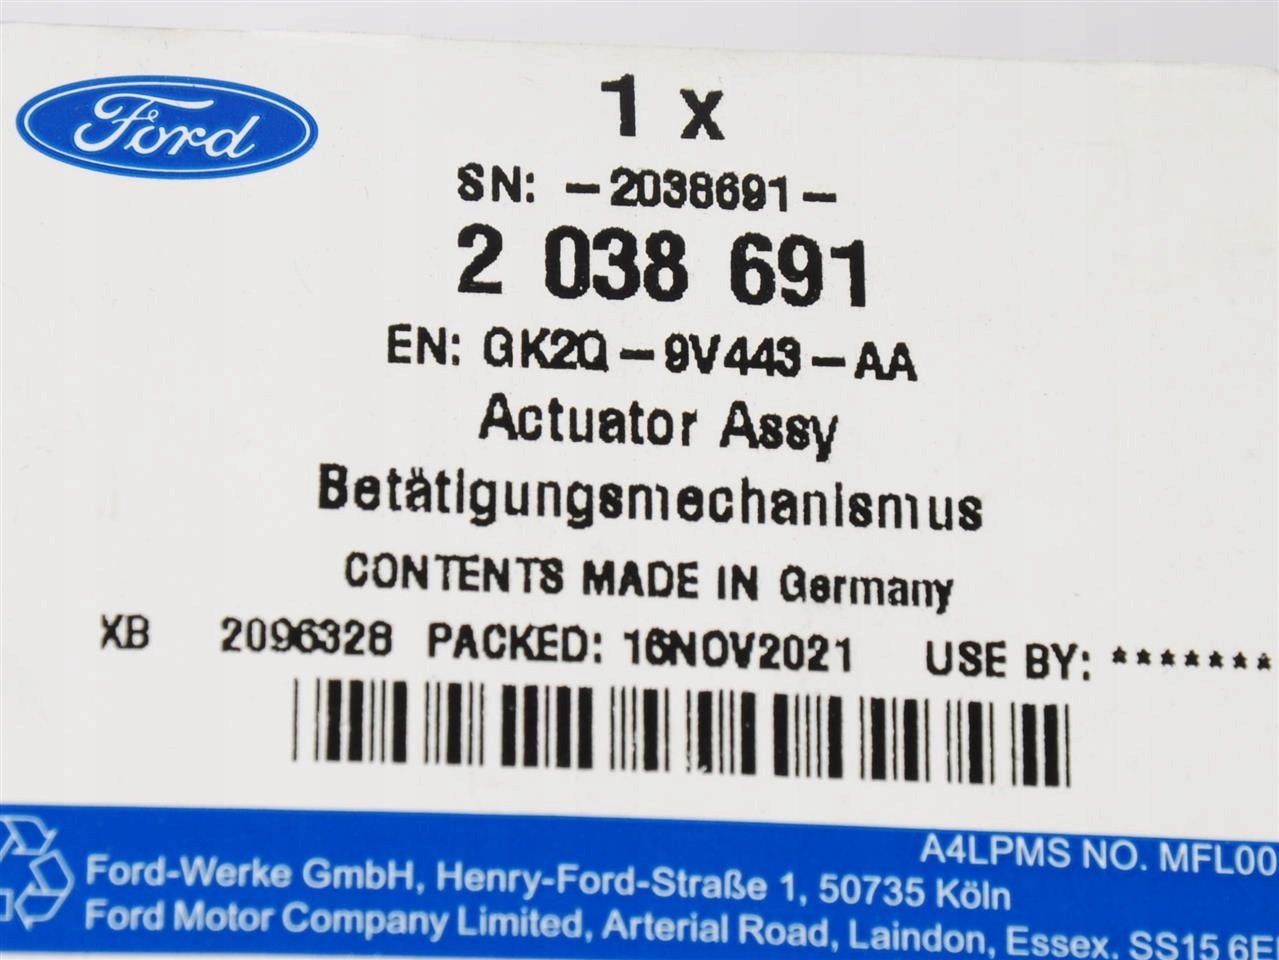 Ford
1 x
SN: -2038691-
2 038 691
EN: GK2Q-9V443-AA
Actuator Assy
Betätigungsmechanismus
CONTENTS MADE IN Germany
XB 2096328 PACKED: 16NOV2021 USE BY: *******
A4LPMS NO. MFL00
Ford-Werke GmbH, Henry-Ford-Straße 1, 50735 Köln
Ford Motor Company Limited, Arterial Road, Laindon, Essex. SS15 6E